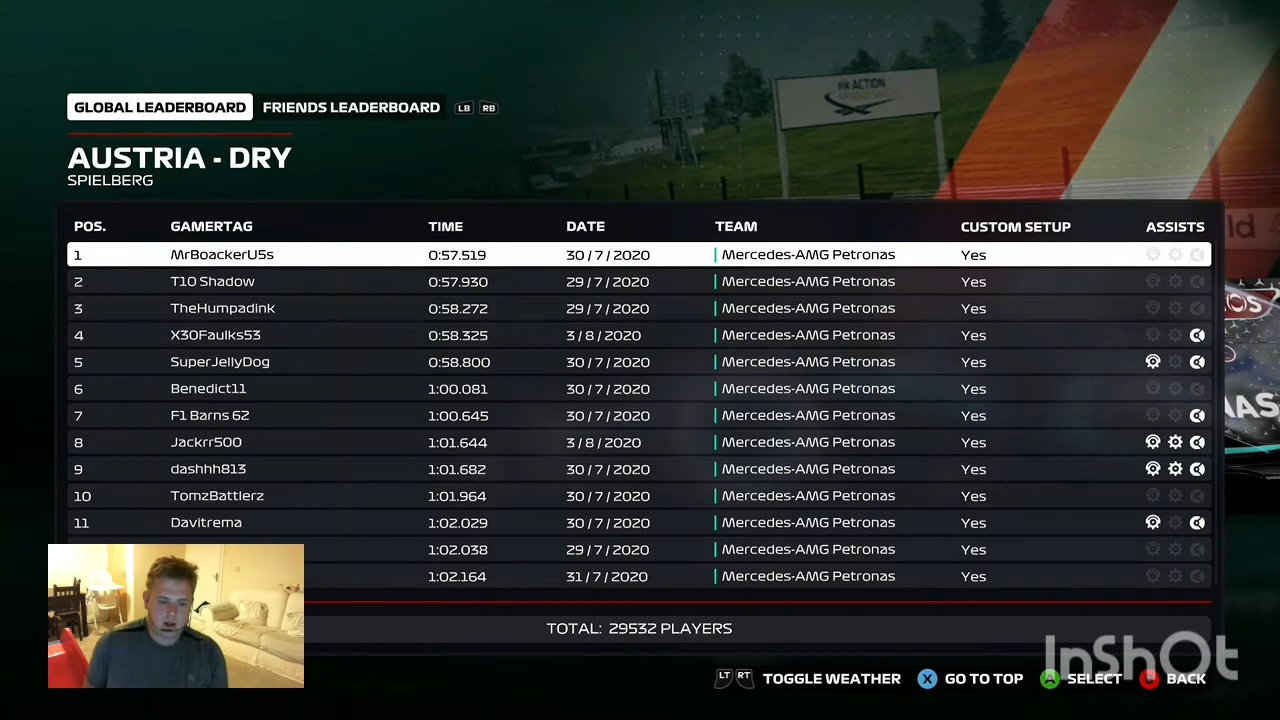 GLOBAL LEADERBOARD FRIENDS LEADERBOARD LB RB
AUSTRIA - DRY
SPIELBERG
POS. GAMERTAG TIME DATE TEAM CUSTOM SETUP ASSISTS
1 MrBoackerU5s 0:57.519 30/7/2020 Mercedes-AMG Petronas Yes
2 T10 Shadow 0:57.930 29/7/2020 Mercedes-AMG Petronas Yes
3 TheHumpadink 0:58.272 29/7/2020 Mercedes-AMG Petronas Yes
4 X30Faulks53 0:58.325 3/8/2020 Mercedes-AMG Petronas Yes
5 SuperJellyDog 0:58.800 30/7/2020 Mercedes-AMG Petronas Yes
6 Benedict11 1:00.081 30/7/2020 Mercedes-AMG Petronas Yes
7 F1 Barns 62 1:00.645 30/7/2020 Mercedes-AMG Petronas Yes
8 Jackrr500 1:01.644 3/8/2020 Mercedes-AMG Petronas Yes
9 dashhh813 1:01.682 30/7/2020 Mercedes-AMG Petronas Yes
10 TomzBattlerz 1:01.964 30/7/2020 Mercedes-AMG Petronas Yes
11 Davitrema 1:02.029 30/7/2020 Mercedes-AMG Petronas Yes
1:02.038 29/7/2020 Mercedes-AMG Petronas Yes
1:02.164 31/7/2020 Mercedes-AMG Petronas Yes
TOTAL: 29532 PLAYERS
LT RT TOGGLE WEATHER X GO TO TOP A SELECT BACK
InShOt